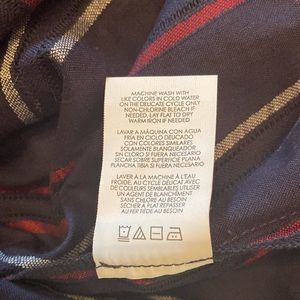 MACHINE WASH WITH
LIKE COLORS IN COLD WATER
ON THE DELICATE CYCLE ONLY
NON-CHLORINE BLEACH IF
NEEDED, LAY FLAT TO DRY
WARM IRON IF NEEDED
LAVAR A MÁQUINA CON AGUA
FRÍA EN CICLO DELICADO
CON COLORES SIMILARES
SOLAMENTE BLANQUEADOR
SIN CLORO SI FUERA NECESARIO
SECAR SOBRE SUPERFICIE PLANA
PLANCHA TIBIA SI FUERA NECESARIO
LAVER À LA MACHINE À L'EAU
FROIDE, AU CYCLE DÉLICAT AVEC
DE COULEURS SEMBLABLES UTILISER
UN AGENT DE BLANCHIMENT
SANS CHLORE AU BESOIN
SÉCHER À PLAT REPASSER
AU FER TIÈDE AU BESOIN